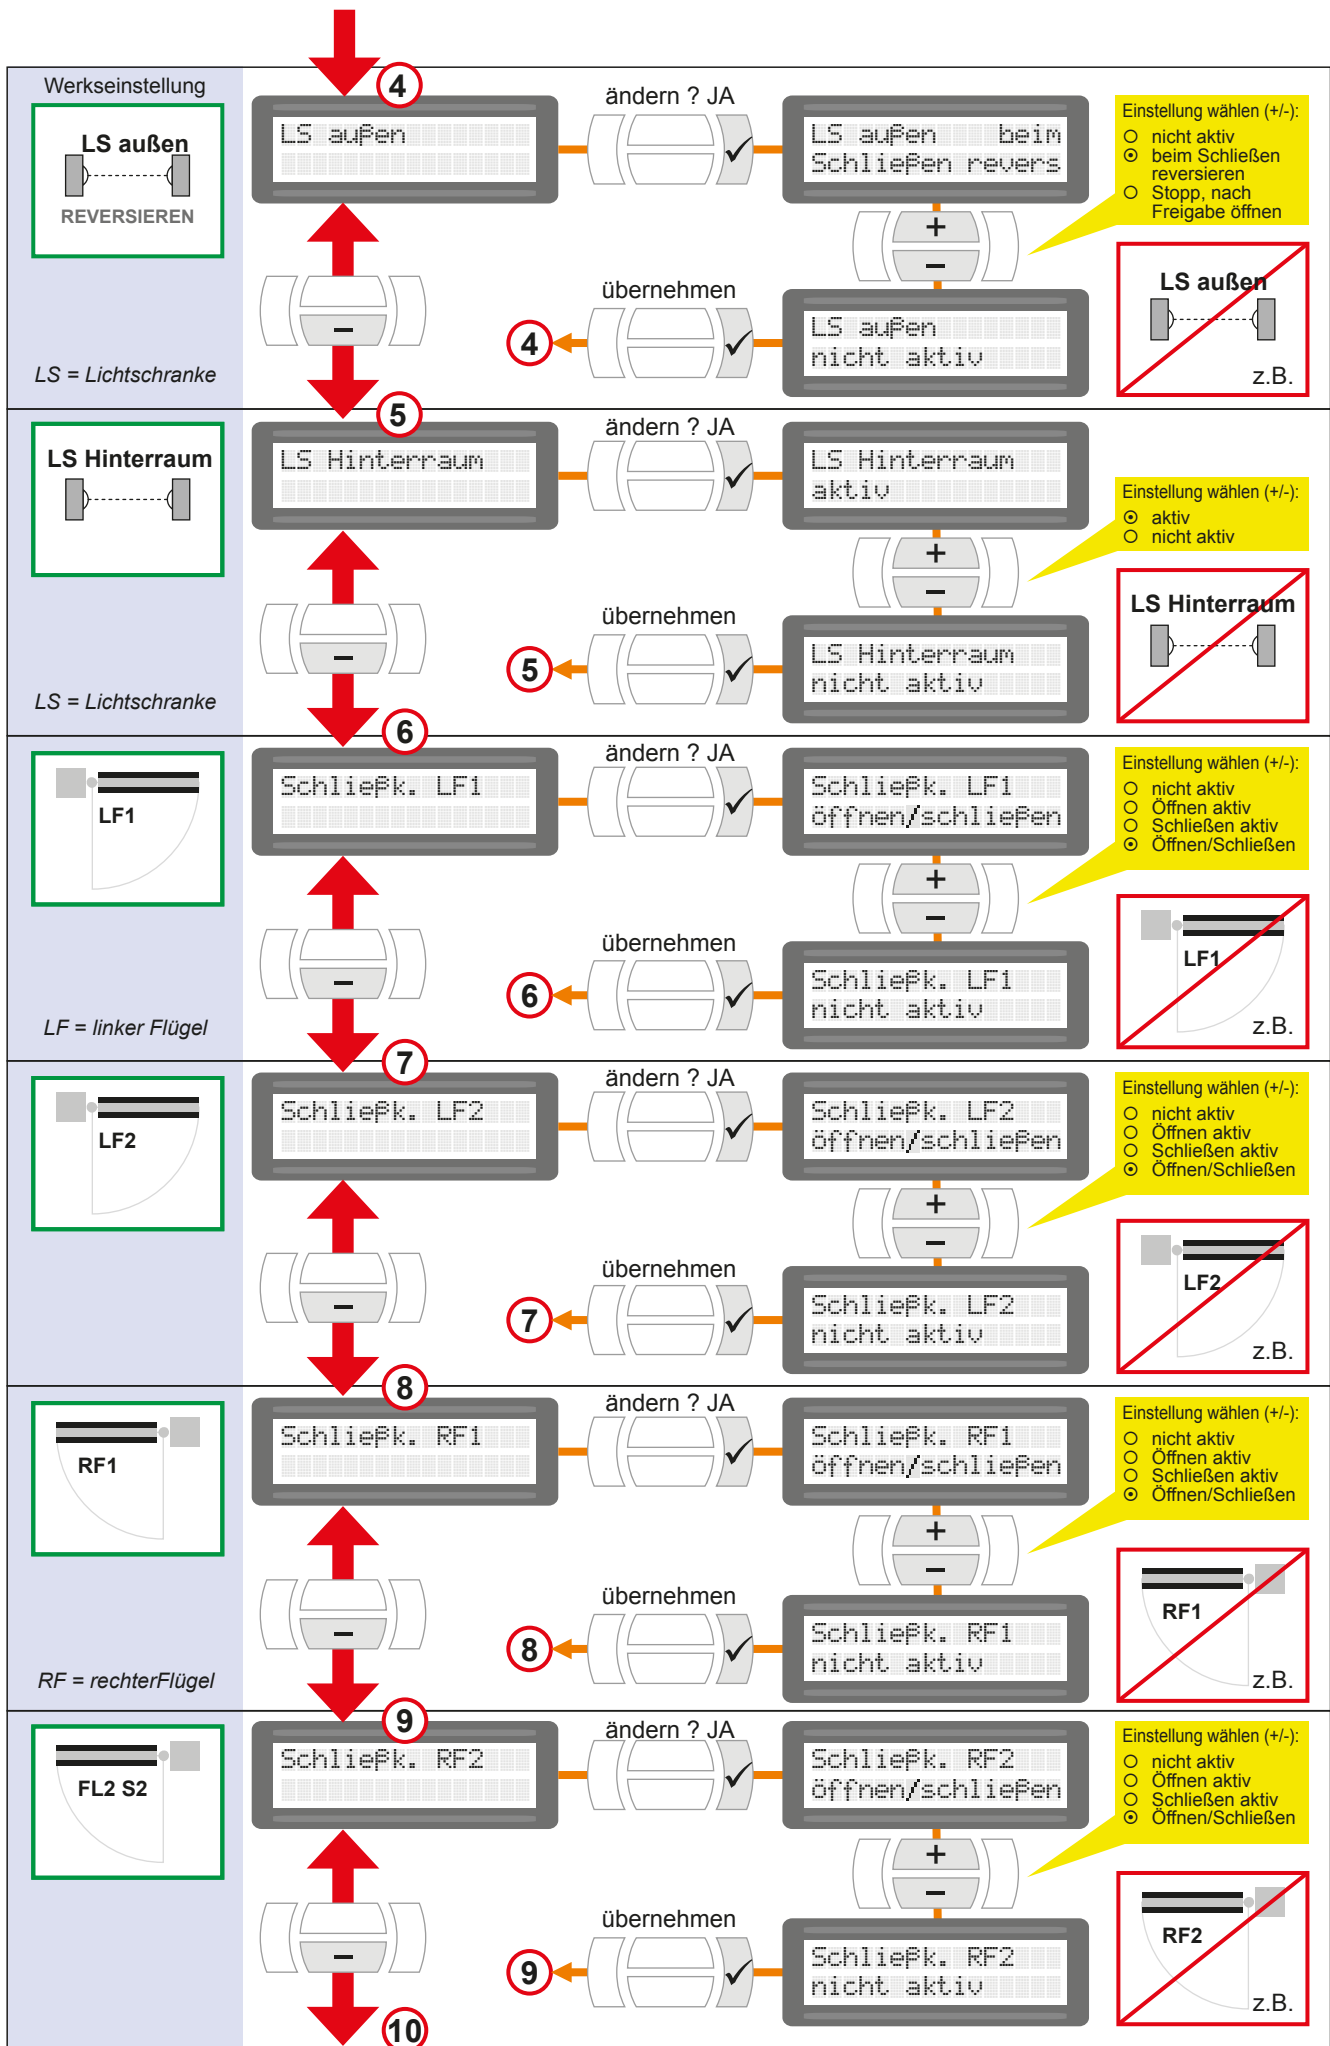 Werkseinstellung
LS außen
REVERSIEREN
LS = Lichtschranke
4
LS außen
ändern ? JA
LS außen beim
Schließen revers
Einstellung wählen (+/-):
nicht aktiv
beim Schließen
reversieren
Stopp, nach
Freigabe öffnen
+
−
−
übernehmen
4
LS außen
nicht aktiv
LS außen
z.B.
5
LS Hinterraum
LS = Lichtschranke
LS Hinterraum
ändern ? JA
LS Hinterraum
aktiv
Einstellung wählen (+/-):
aktiv
nicht aktiv
+
−
−
übernehmen
5
LS Hinterraum
nicht aktiv
LS Hinterraum
6
LF1
LF = linker Flügel
Schließk. LF1
ändern ? JA
Schließk. LF1
öffnen/schließen
Einstellung wählen (+/-):
nicht aktiv
Öffnen aktiv
Schließen aktiv
Öffnen/Schließen
+
−
−
übernehmen
6
Schließk. LF1
nicht aktiv
LF1
z.B.
7
LF2
Schließk. LF2
ändern ? JA
Schließk. LF2
öffnen/schließen
Einstellung wählen (+/-):
nicht aktiv
Öffnen aktiv
Schließen aktiv
Öffnen/Schließen
+
−
−
übernehmen
7
Schließk. LF2
nicht aktiv
LF2
z.B.
8
RF1
RF = rechterFlügel
Schließk. RF1
ändern ? JA
Schließk. RF1
öffnen/schließen
Einstellung wählen (+/-):
nicht aktiv
Öffnen aktiv
Schließen aktiv
Öffnen/Schließen
+
−
−
übernehmen
8
Schließk. RF1
nicht aktiv
RF1
z.B.
9
FL2 S2
Schließk. RF2
ändern ? JA
Schließk. RF2
öffnen/schließen
Einstellung wählen (+/-):
nicht aktiv
Öffnen aktiv
Schließen aktiv
Öffnen/Schließen
+
−
−
übernehmen
9
Schließk. RF2
nicht aktiv
RF2
z.B.
10